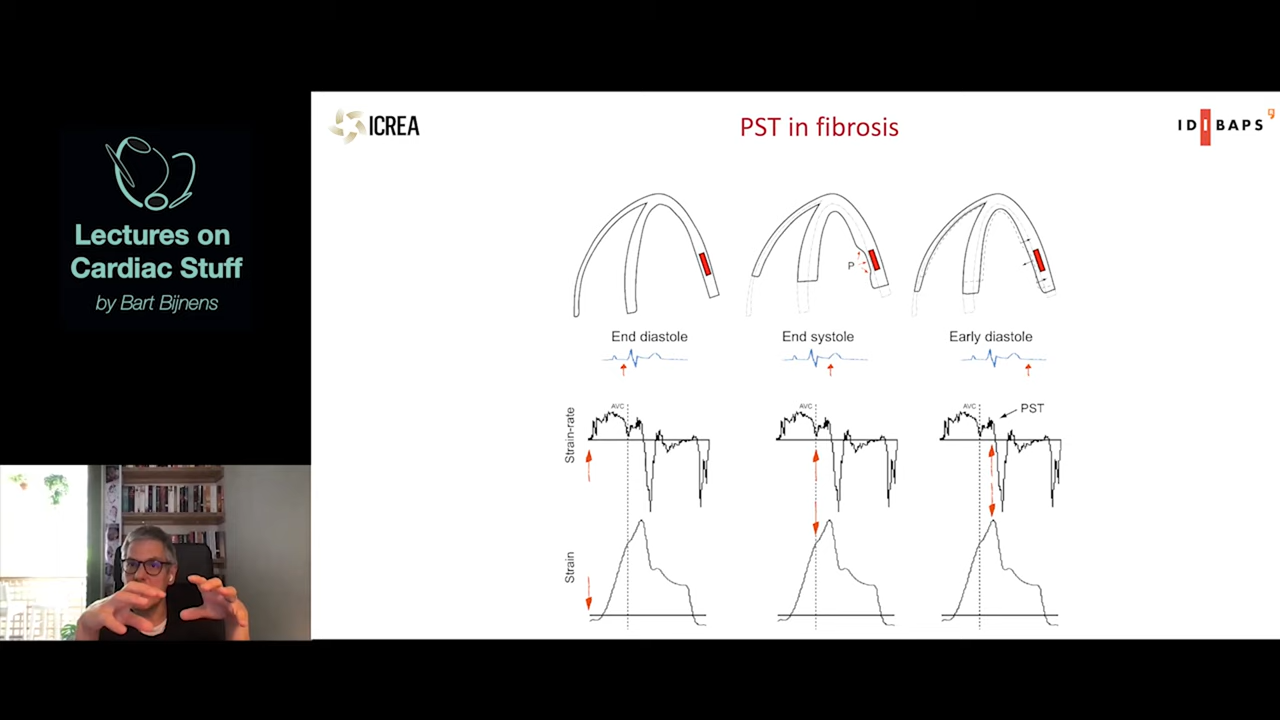 Lectures on
Cardiac Stuff
by Bart Bijnens
ICREA
PST in fibrosis
IDIBAPS
P
End diastole
End systole
Early diastole
AVC
AVC
AVC
PST
Strain-rate
Strain